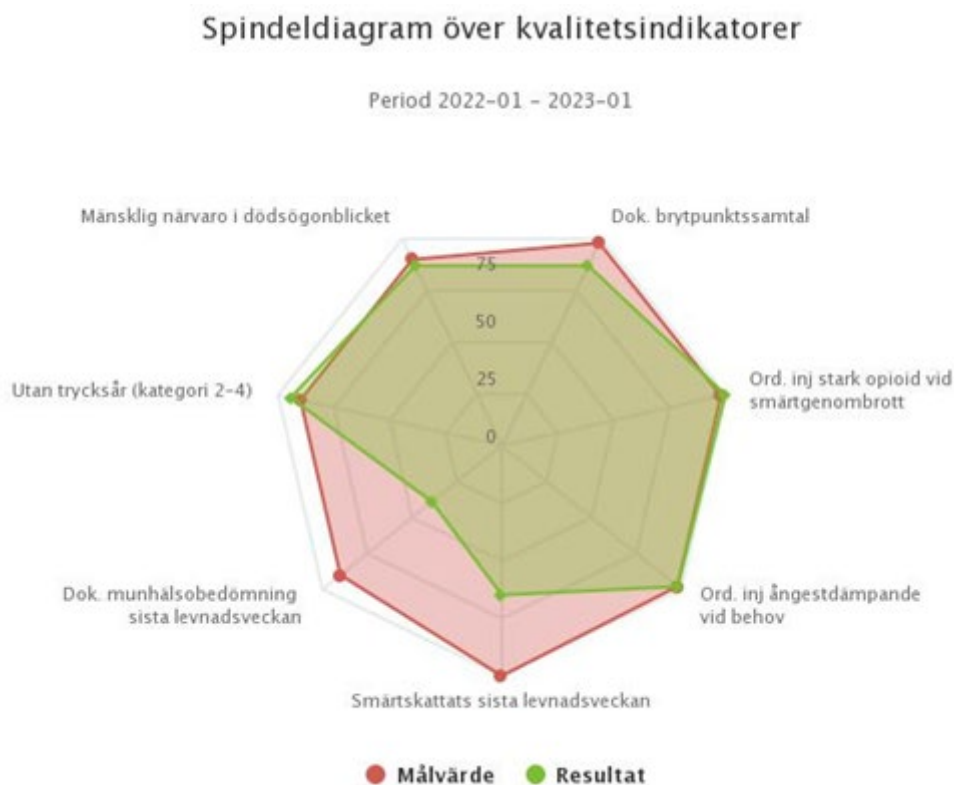 Spindeldiagram över kvalitetsindikatorer
Period 2022-01 - 2023-01
Mänsklig närvaro i dödsögonblicket
Dok. brytpunktssamtal
75
50
25
0
Utan trycksår (kategori 2-4)
Ord. inj stark opioid vid
smärtgenombrott
Dok. munhälsobedömning
sista levnadsveckan
Ord. inj ångestdämpande
vid behov
Smärtskattats sista levnadsveckan
Målvärde
Resultat